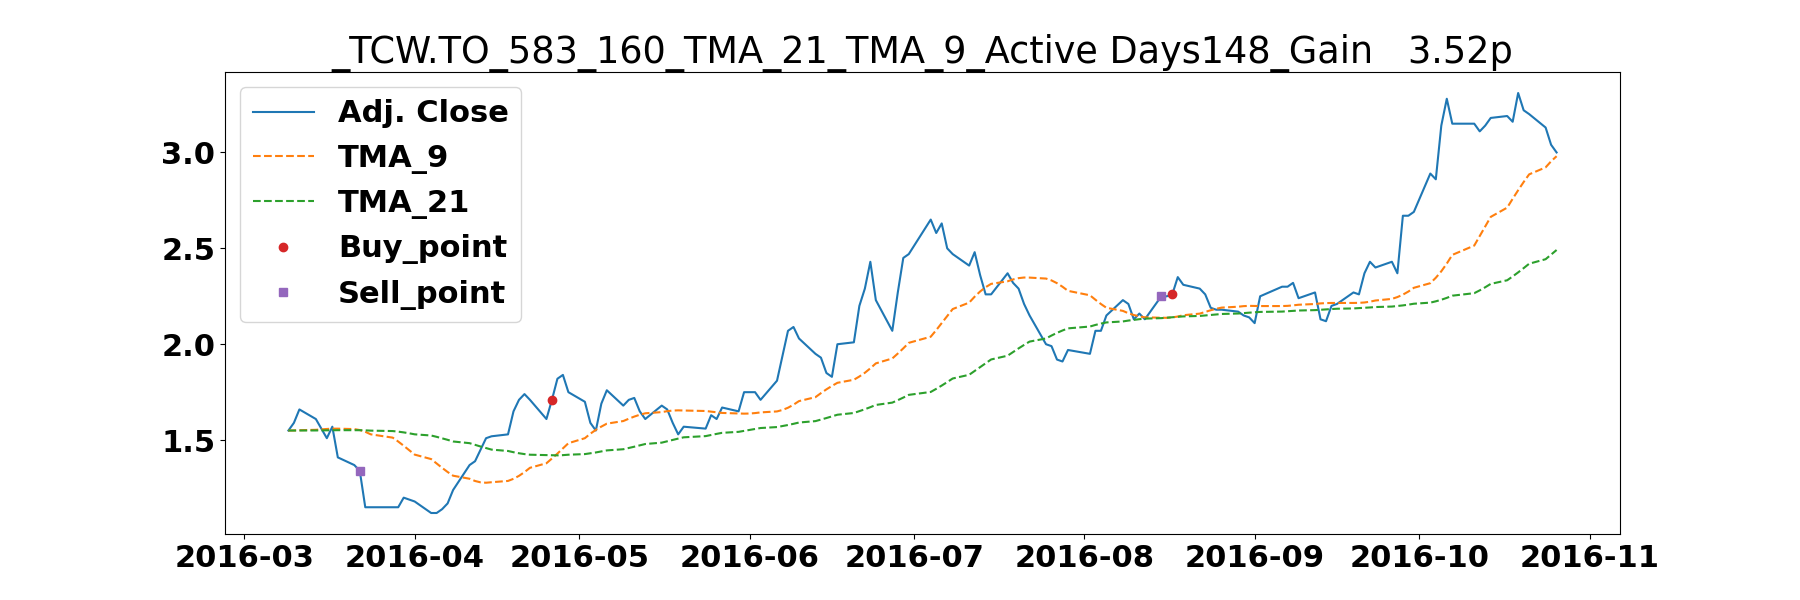 _TCW.TO_583_160_TMA_21_TMA_9_Active Days148_Gain   3.52p
Adj. Close
TMA_9
TMA_21
Buy_point
Sell_point
3.0
2.5
2.0
1.5
2016-03 2016-04 2016-05 2016-06 2016-07 2016-08 2016-09 2016-10 2016-11